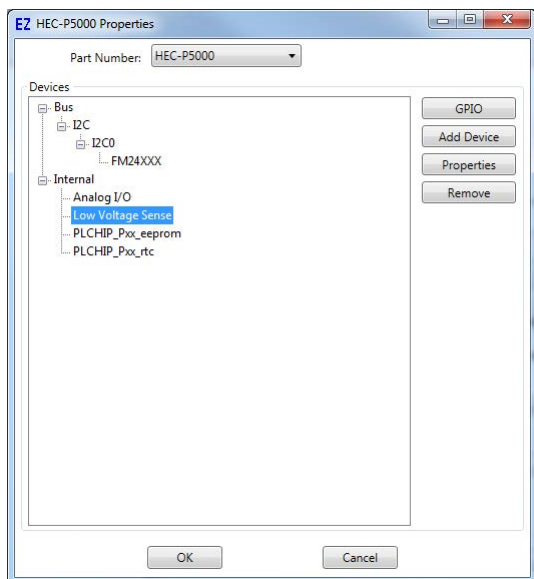 EZ HEC-P5000 Properties
Part Number: HEC-P5000
Devices
Bus
I2C
I2C0
FM24XXX
Internal
Analog I/O
Low Voltage Sense
PLCHIP_Pxx_eeprom
PLCHIP_Pxx_rtc
GPIO
Add Device
Properties
Remove
OK Cancel